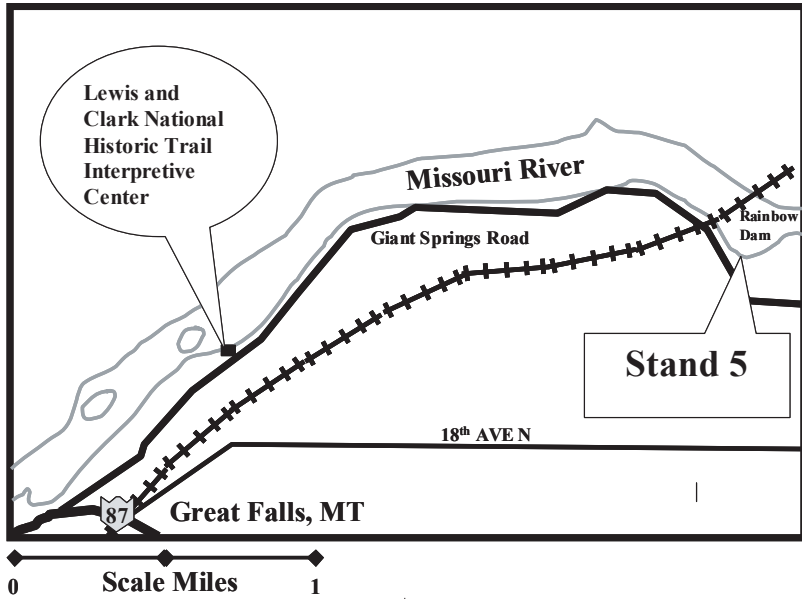 Lewis and
Clark National
Historic Trail
Interpretive
Center
Missouri River
Giant Springs Road
Rainbow
Dam
Stand 5
18th AVE N
87
Great Falls, MT
0 Scale Miles 1